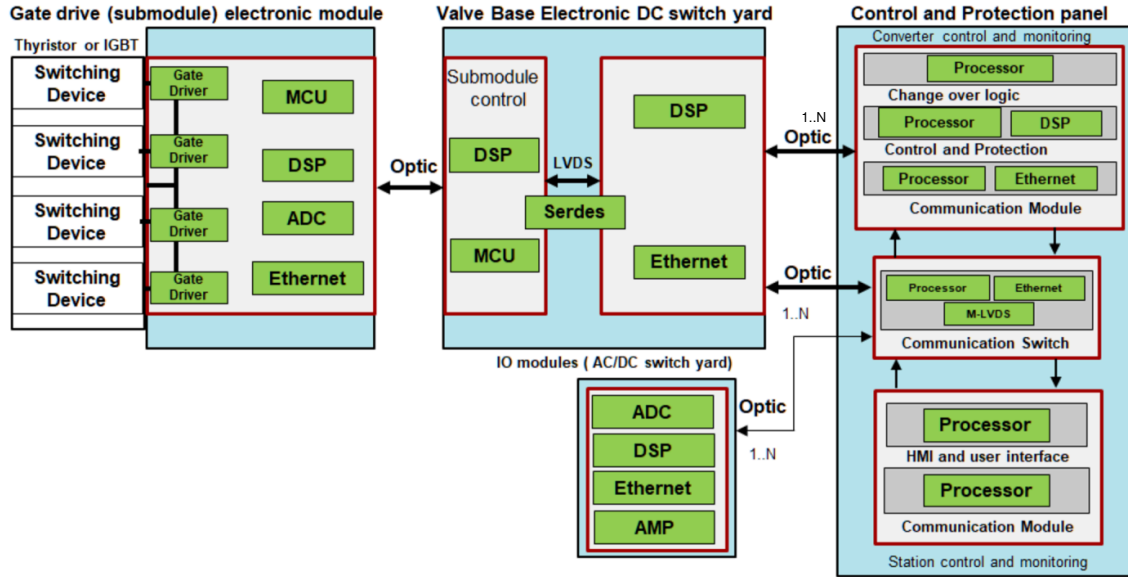 Gate drive (submodule) electronic module
Thyristor or IGBT
Switching
Device
Switching
Device
Switching
Device
Switching
Device
Gate
Driver
Gate
Driver
Gate
Driver
Gate
Driver
MCU
DSP
ADC
Ethernet
Optic
Valve Base Electronic DC switch yard
Submodule
control
DSP
MCU
LVDS
Serdes
DSP
Ethernet
1..N
Optic
Optic
1..N
IO modules ( AC/DC switch yard)
ADC
DSP
Ethernet
AMP
Optic
1..N
Control and Protection panel
Converter control and monitoring
Processor
Change over logic
Processor
DSP
Control and Protection
Processor
Ethernet
Communication Module
Processor
Ethernet
M-LVDS
Communication Switch
Processor
HMI and user interface
Processor
Communication Module
Station control and monitoring